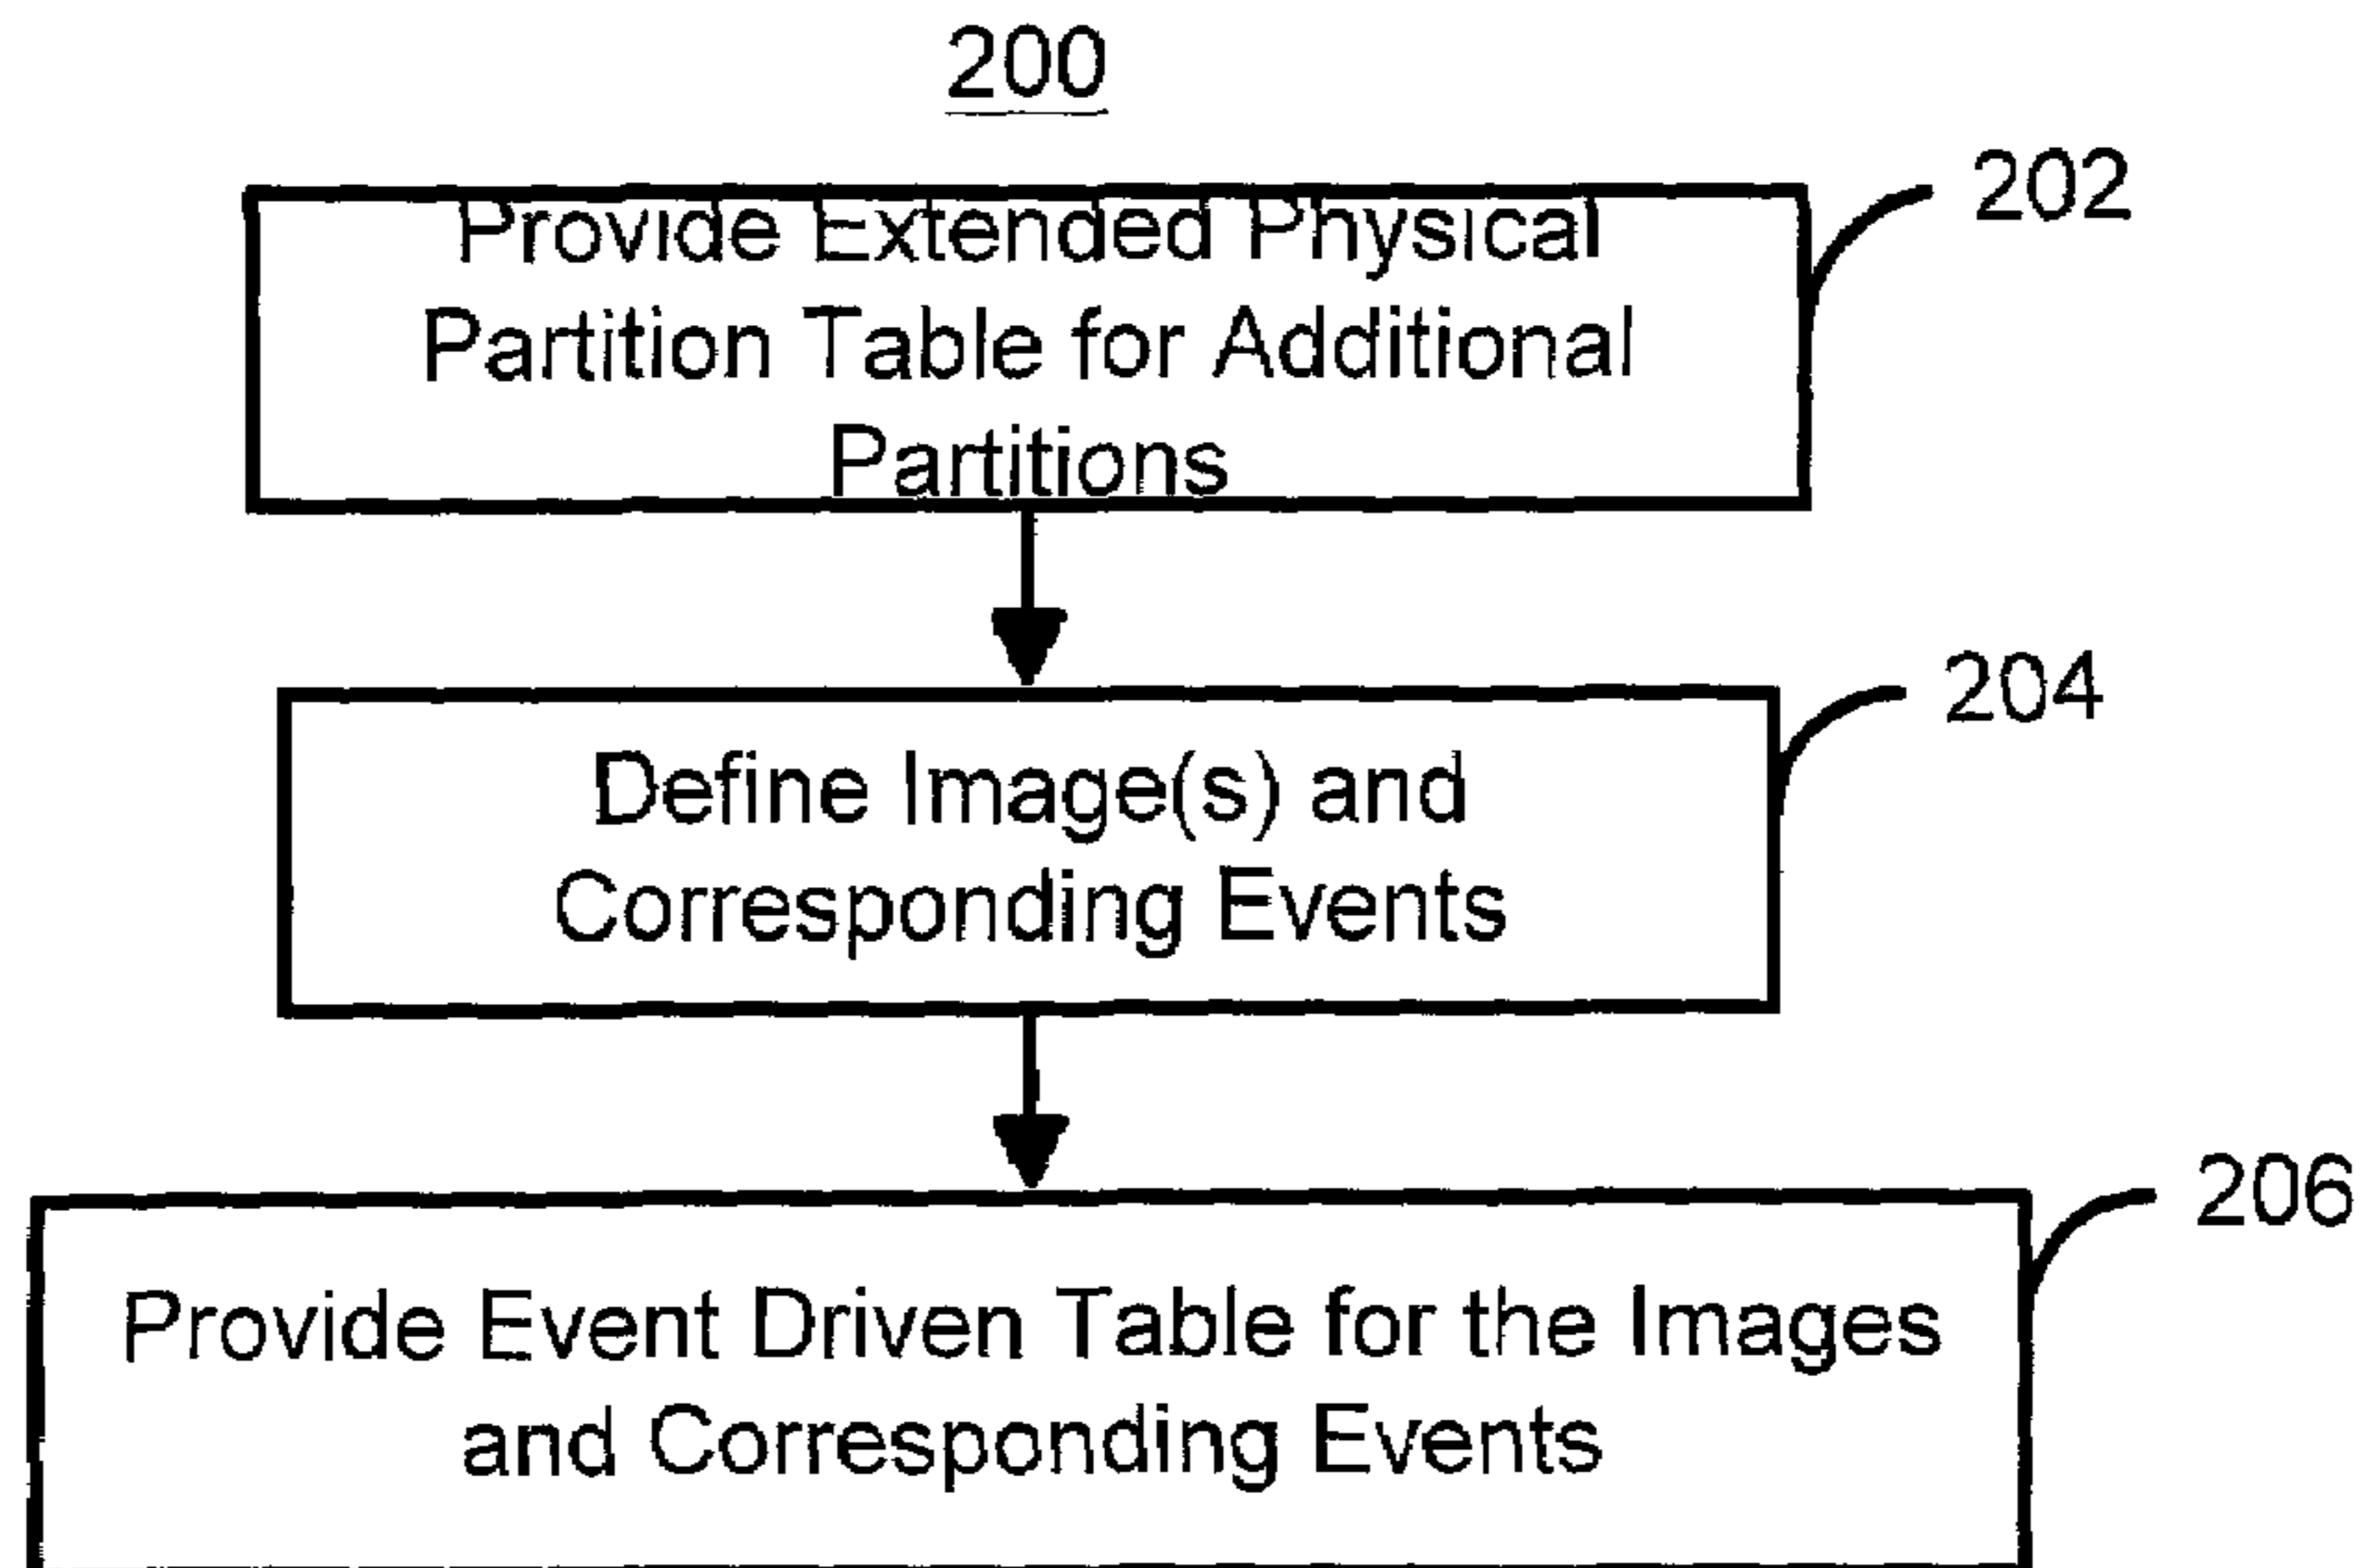 200
202
Provide Extended Physical
Partition Table for Additional
Partitions
204
Define Image(s) and
Corresponding Events
206
Provide Event Driven Table for the Images
and Corresponding Events